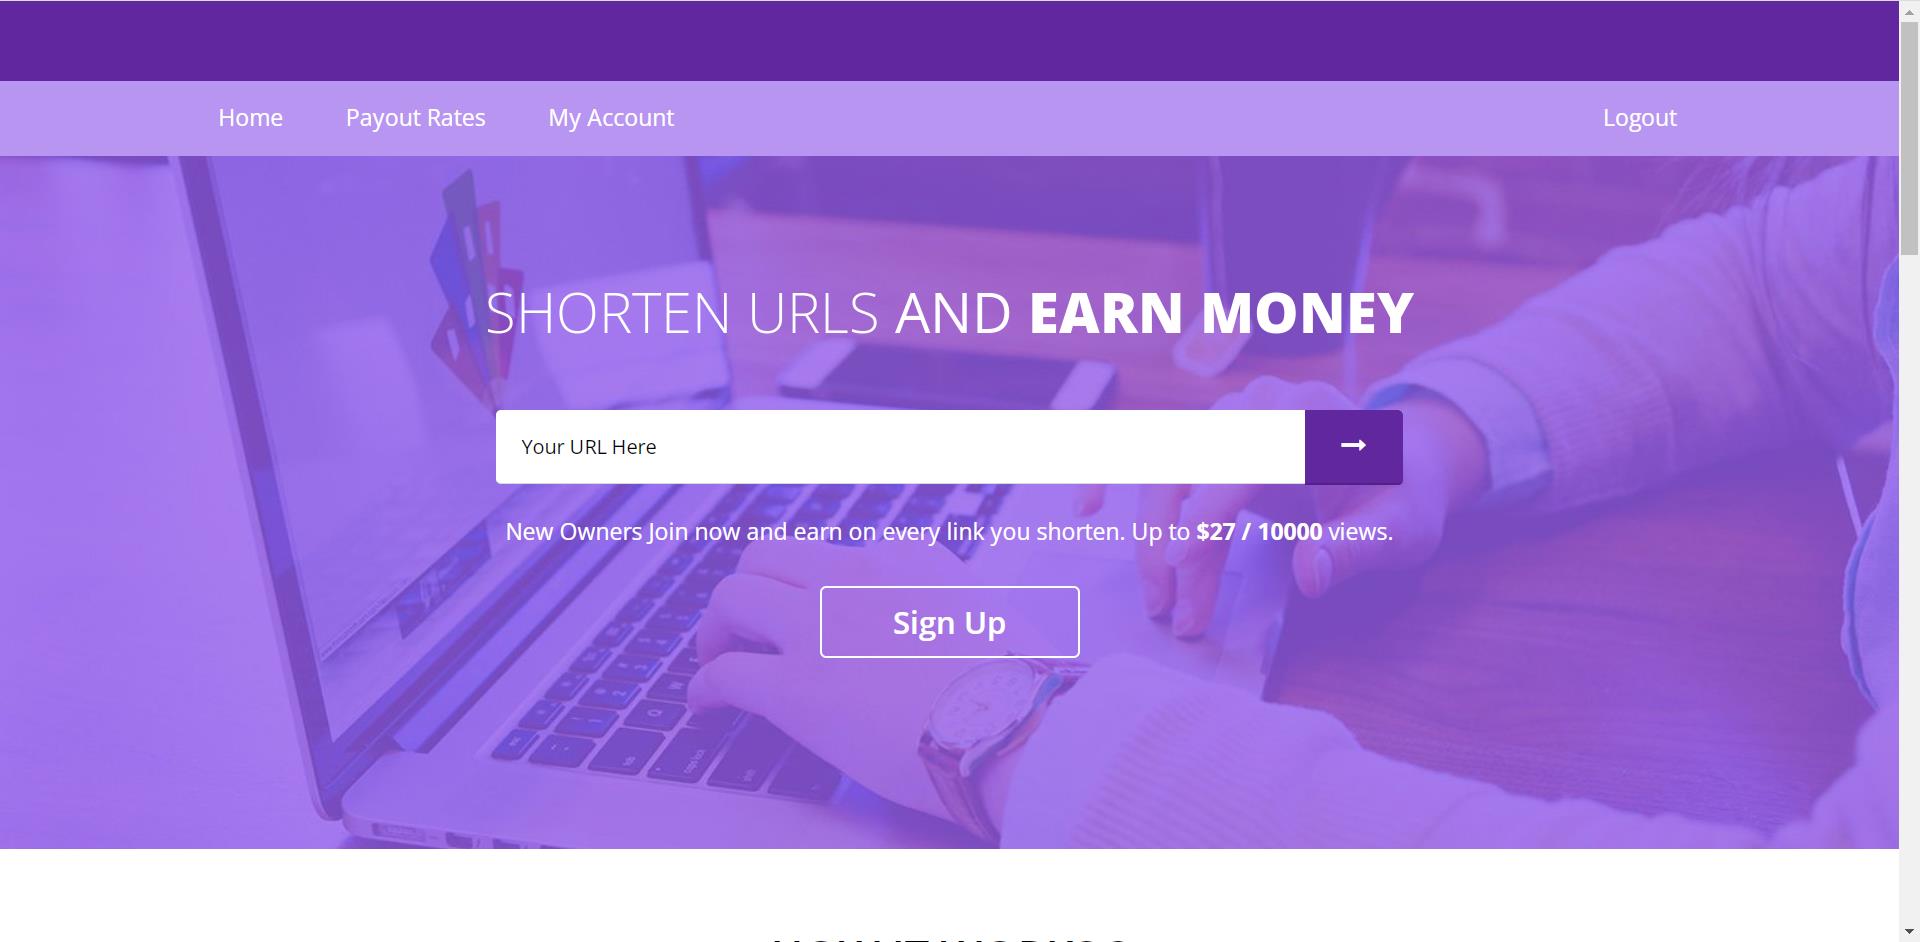 Home Payout Rates My Account Logout
SHORTEN URLS AND EARN MONEY
Your URL Here
New Owners Join now and earn on every link you shorten. Up to $27 / 10000 views.
Sign Up